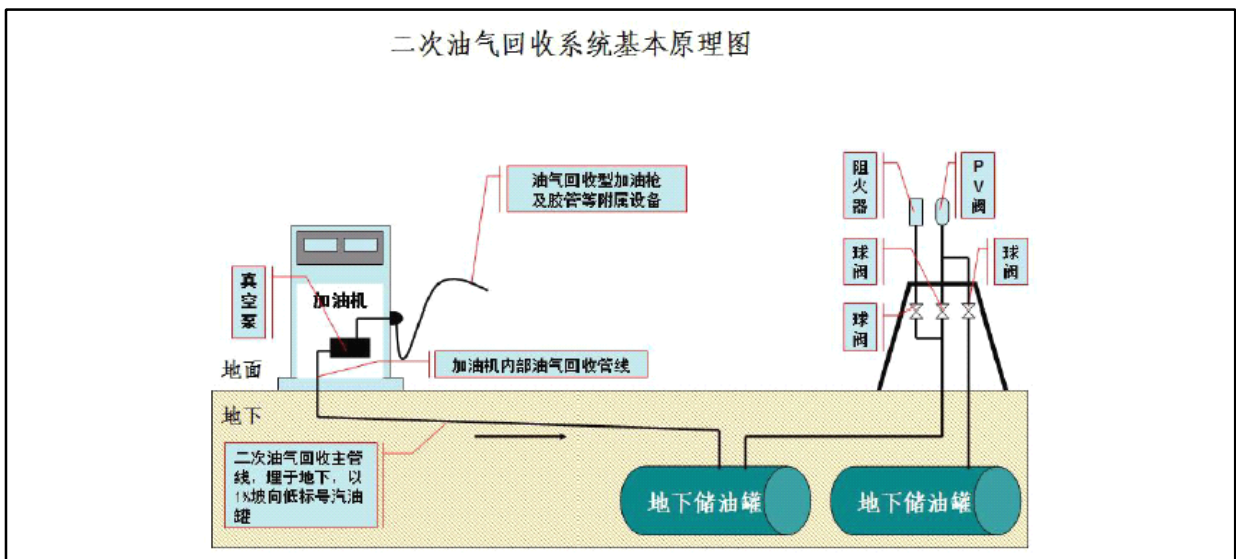 二次油气回收系统基本原理图
油气回收型加油枪
及胶管等附属设备
阻火器
PV阀
真空泵
加油机
球阀
球阀
球阀
加油机内部油气回收管线
地面
地下
二次油气回收主管
线，埋于地下，以
1%坡向低标号汽油
罐
地下储油罐
地下储油罐